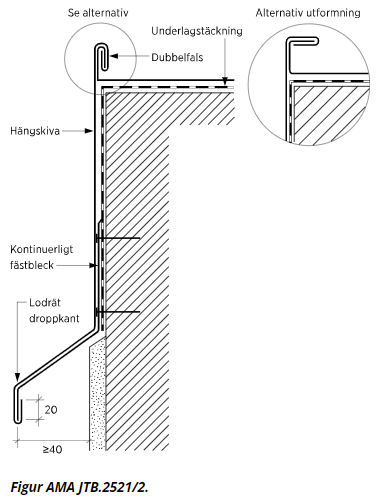 Se alternativ
Alternativ utformning
Underlagstäckning
Dubbelfals
Hängskiva
Kontinuerligt
fästbleck
Lodrät
droppkant
20
≥40
Figur AMA JTB.2521/2.